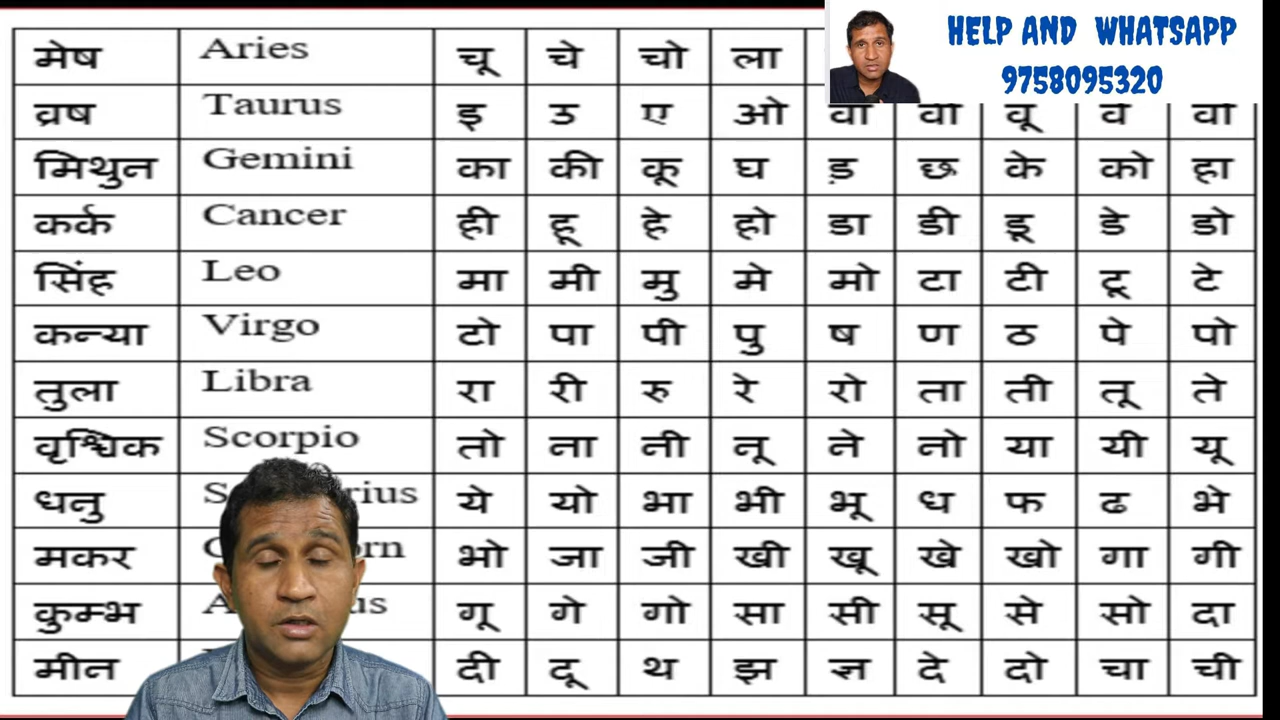 HELP AND WHATSAPP
9758095320
मेष Aries चू चे चो ला
व्रष Taurus इ उ ए ओ वा वी वू वे वो
मिथुन Gemini का की कू घ ड़ छ के को हा
कर्क Cancer ही हू हे हो डा डी डू डे डो
सिंह Leo मा मी मु मे मो टा टी टू टे
कन्या Virgo टो पा पी पु ष ण ठ पे पो
तुला Libra रा री रु रे रो ता ती तू ते
वृश्चिक Scorpio तो ना नी नू ने नो या यी यू
धनु ये यो भा भी भू ध फ ढ भे
मकर भो जा जी खी खू खे खो गा गी
कुम्भ गू गे गो सा सी सू से सो दा
मीन दी दू थ झ ज्ञ दे दो चा ची